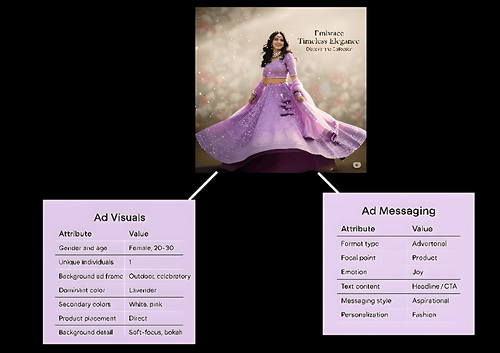 Embrace
Timeless Elegance
Discover the Collection
Ad Visuals
Attribute Value
Gender and age Female, 20-30
Unique individuals 1
Background ad frame Outdoor, celebratory
Dominant color Lavender
Secondary colors White, pink
Product placement Direct
Background detail Soft-focus, bokeh
Ad Messaging
Attribute Value
Format type Advertorial
Focal point Product
Emotion Joy
Text content Headline / CTA
Messaging style Aspirational
Personalization Fashion